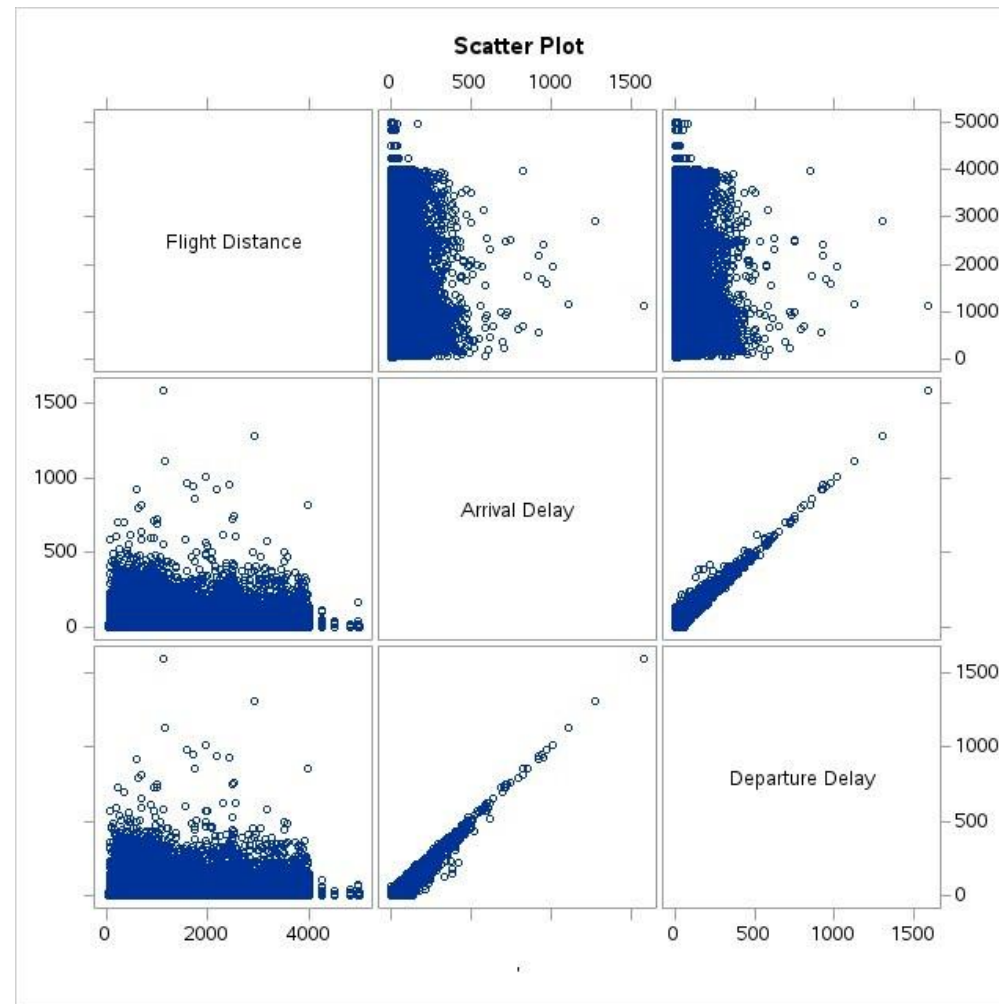 Scatter Plot
0 500 1000 1500
5000
4000
Flight Distance
3000
2000
1000
0
1500
1000
Arrival Delay
500
0
1500
1000
Departure Delay
500
0
0 2000 4000 0 500 1000 1500